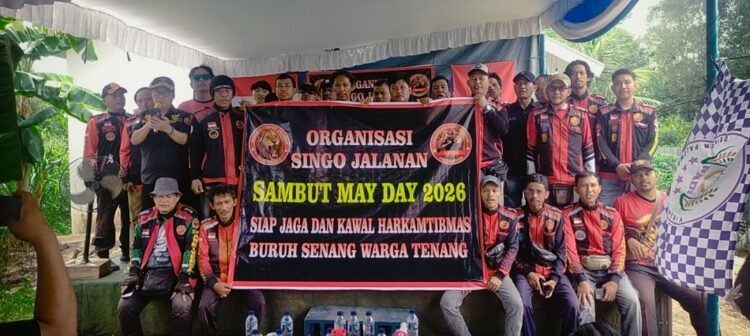 ORGANISASI
SINGO JALANAN
SAMBUT MAY DAY 2026
SIAP JAGA DAN KAWAL HARKAMTIBMAS
BURUH SENANG WARGA TENANG